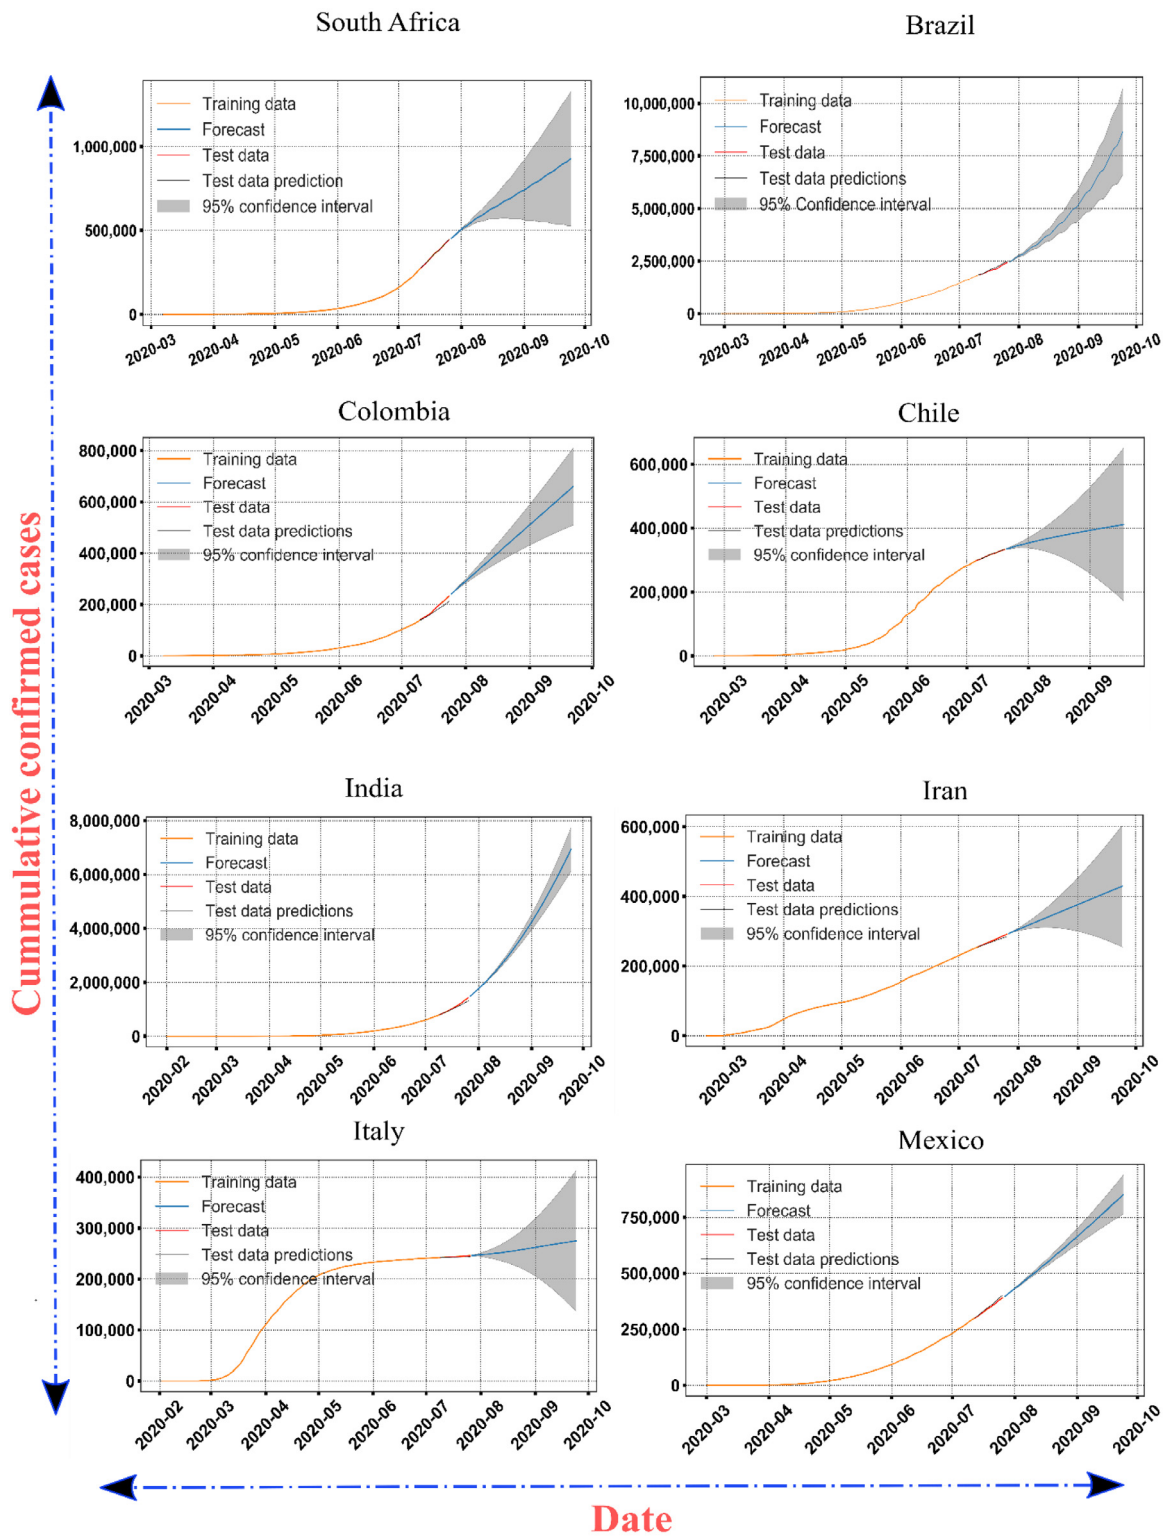 South Africa
Training data
Forecast
Test data
Test data prediction
95% confidence interval
1,000,000
500,000
0
2020-03
2020-04
2020-05
2020-06
2020-07
2020-08
2020-09
2020-10
Brazil
Training data
Forecast
Test data
Test data predictions
95% Confidence interval
10,000,000
7,500,000
5,000,000
2,500,000
0
2020-03
2020-04
2020-05
2020-06
2020-07
2020-08
2020-09
2020-10
Colombia
Training data
Forecast
Test data
Test data predictions
95% confidence interval
800,000
600,000
400,000
200,000
0
2020-03
2020-04
2020-05
2020-06
2020-07
2020-08
2020-09
2020-10
Chile
Training data
Forecast
Test data
Test data predictions
95% confidence interval
600,000
400,000
200,000
0
2020-03
2020-04
2020-05
2020-06
2020-07
2020-08
2020-09
Cummulative confirmed cases
India
Training data
Forecast
Test data
Test data predictions
95% confidence interval
8,000,000
6,000,000
4,000,000
2,000,000
0
2020-02
2020-03
2020-04
2020-05
2020-06
2020-07
2020-08
2020-09
2020-10
Iran
Training data
Forecast
Test data
Test data predictions
95% confidence interval
600,000
400,000
200,000
0
2020-03
2020-04
2020-05
2020-06
2020-07
2020-08
2020-09
2020-10
Italy
Training data
Forecast
Test data
Test data predictions
95% confidence interval
400,000
300,000
200,000
100,000
0
2020-02
2020-03
2020-04
2020-05
2020-06
2020-07
2020-08
2020-09
2020-10
Mexico
Training data
Forecast
Test data
Test data predictions
95% confidence interval
750,000
500,000
250,000
0
2020-03
2020-04
2020-05
2020-06
2020-07
2020-08
2020-09
2020-10
Date